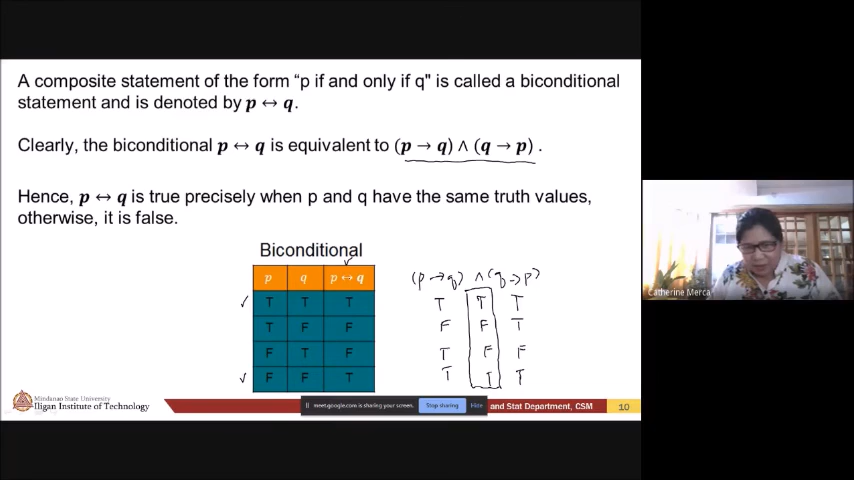 A composite statement of the form “p if and only if q" is called a biconditional
statement and is denoted by p ↔ q.
Clearly, the biconditional p ↔ q is equivalent to (p → q) ∧ (q → p) .
Hence, p ↔ q is true precisely when p and q have the same truth values,
otherwise, it is false.
Biconditional
p q p ↔ q
T T T
T F F
F T F
F F T
(p → q) ∧ (q → p)
T T T
F F T
T F F
T T T
Catherine Merca
Mindanao State University
Iligan Institute of Technology
meet.google.com is sharing your screen.
Stop sharing
Hide
and Stat Department, CSM
10